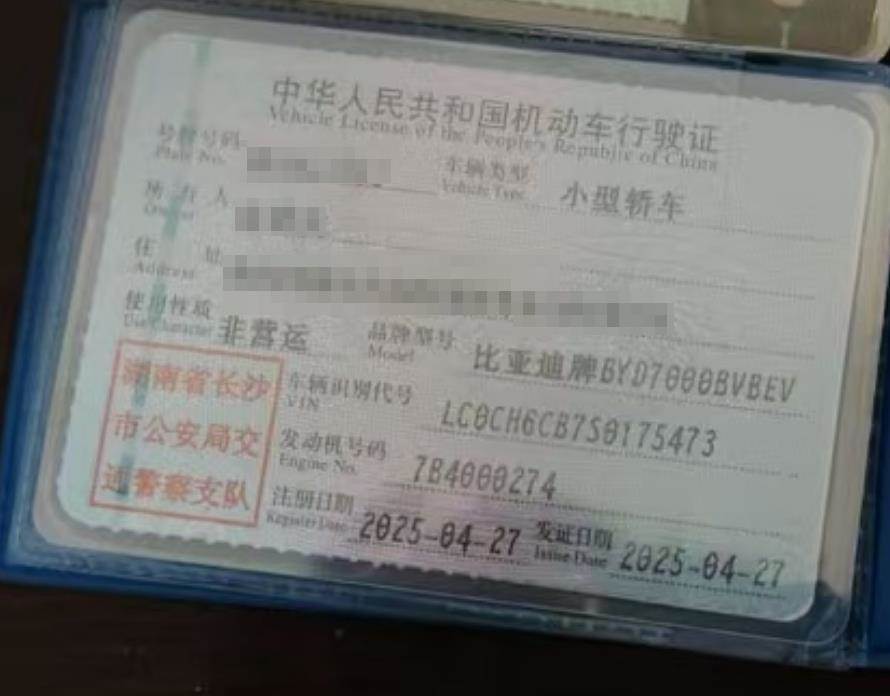 中华人民共和国机动车行驶证
Vehicle License of the People's Republic of China
号牌号码
Plate No.
车辆类型
Vehicle Type
小型轿车
所有人
Owner
住址
Address
使用性质
Use Character
非营运
品牌型号
Model
比亚迪牌BYD7000BVBEV
车辆识别代号
VIN
LC0CH6CB7S0175473
发动机号码
Engine No.
7B4000274
注册日期
Register Date
2025-04-27
发证日期
Issue Date
2025-04-27
湖南省长沙
市公安局交
通警察支队